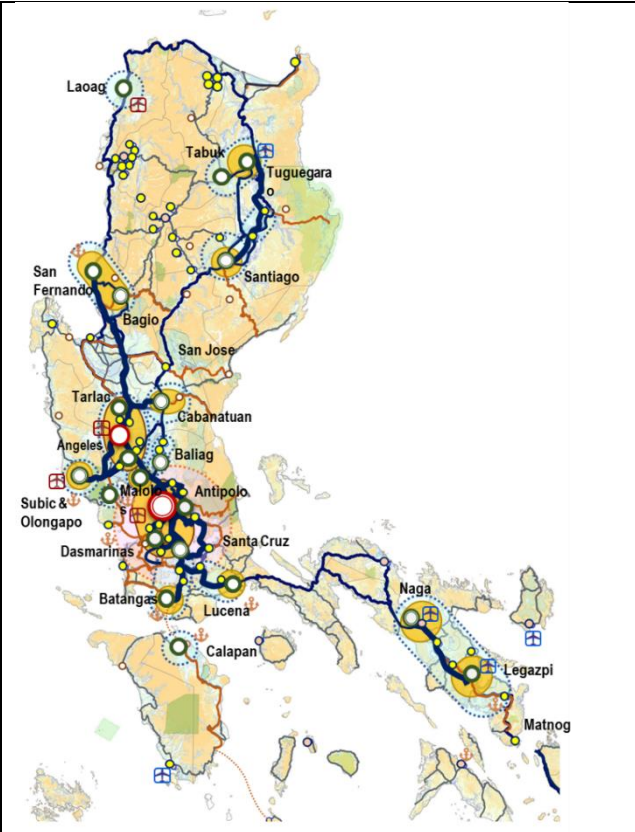 Laoag
Tabuk
Tuguegara
o
San
Fernando
Santiago
Bagio
San Jose
Tarlac
Cabanatuan
Angeles
Baliag
Subic &
Olongapo
Malolo
s
Antipolo
Dasmarinas
Santa Cruz
Batangas
Lucena
Naga
Calapan
Legazpi
Matnog